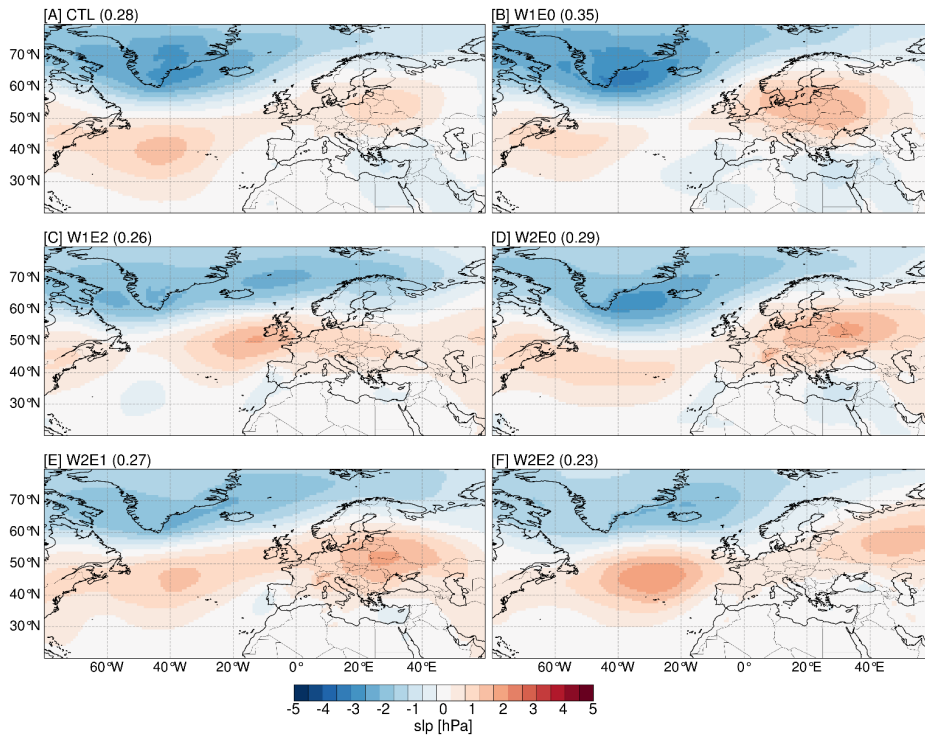 [A] CTL (0.28)
[B] W1E0 (0.35)
70°N
60°N
50°N
40°N
30°N
[C] W1E2 (0.26)
[D] W2E0 (0.29)
70°N
60°N
50°N
40°N
30°N
[E] W2E1 (0.27)
[F] W2E2 (0.23)
70°N
60°N
50°N
40°N
30°N
60°W 40°W 20°W 0° 20°E 40°E
60°W 40°W 20°W 0° 20°E 40°E
-5 -4 -3 -2 -1 0 1 2 3 4 5
slp [hPa]